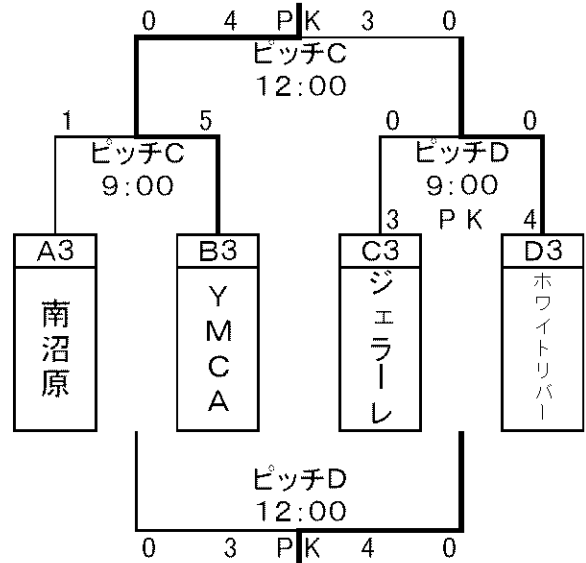 0 4 PK 3 0
ピッチC
12:00
1 5 0 0
ピッチC ピッチD
9:00 9:00
3 PK 4
A3 B3 C3 D3
南沼原 YMCA ジェラーレ ホワイトリバー
ピッチD
12:00
0 3 PK 4 0